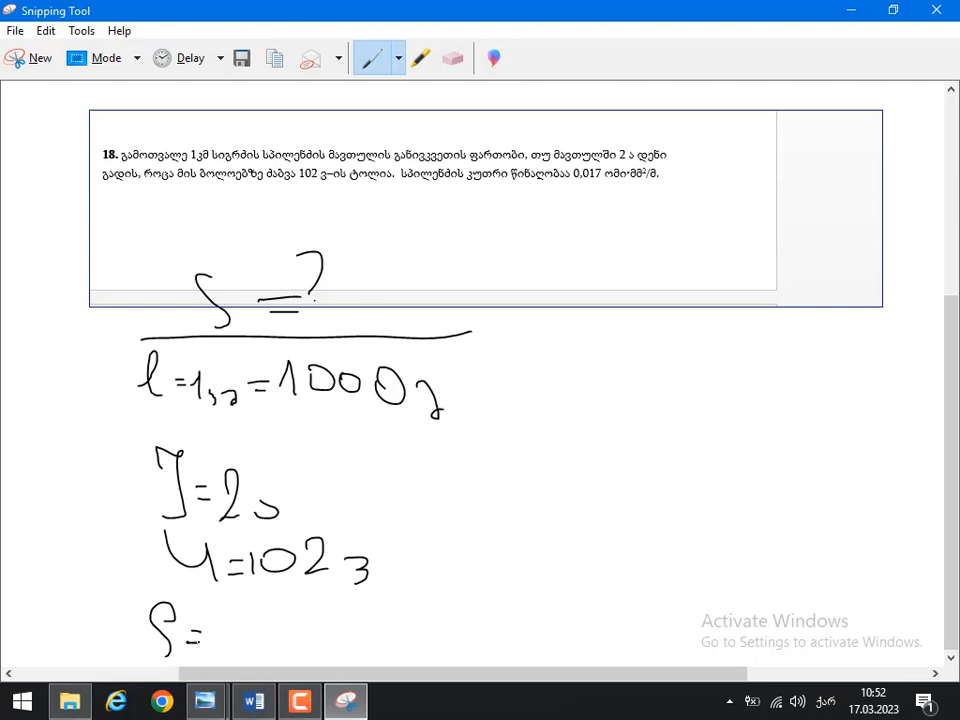 Snipping Tool
File Edit Tools Help
New Mode Delay
18. გამოთვალე 1კმ სიგრძის სპილენძის მავთულის განივკვეთის ფართობი, თუ მავთულში 2 ა დენი
გადის, როცა მის ბოლოებზე ძაბვა 102 ვ–ის ტოლია. სპილენძის კუთრი წინაღობაა 0,017 ომი·მმ²/მ.
S = ?
l = 1კმ = 1000მ
I = 2ა
U = 102ვ
ρ =
Activate Windows
Go to Settings to activate Windows.
ქარ
10:52
17.03.2023
1